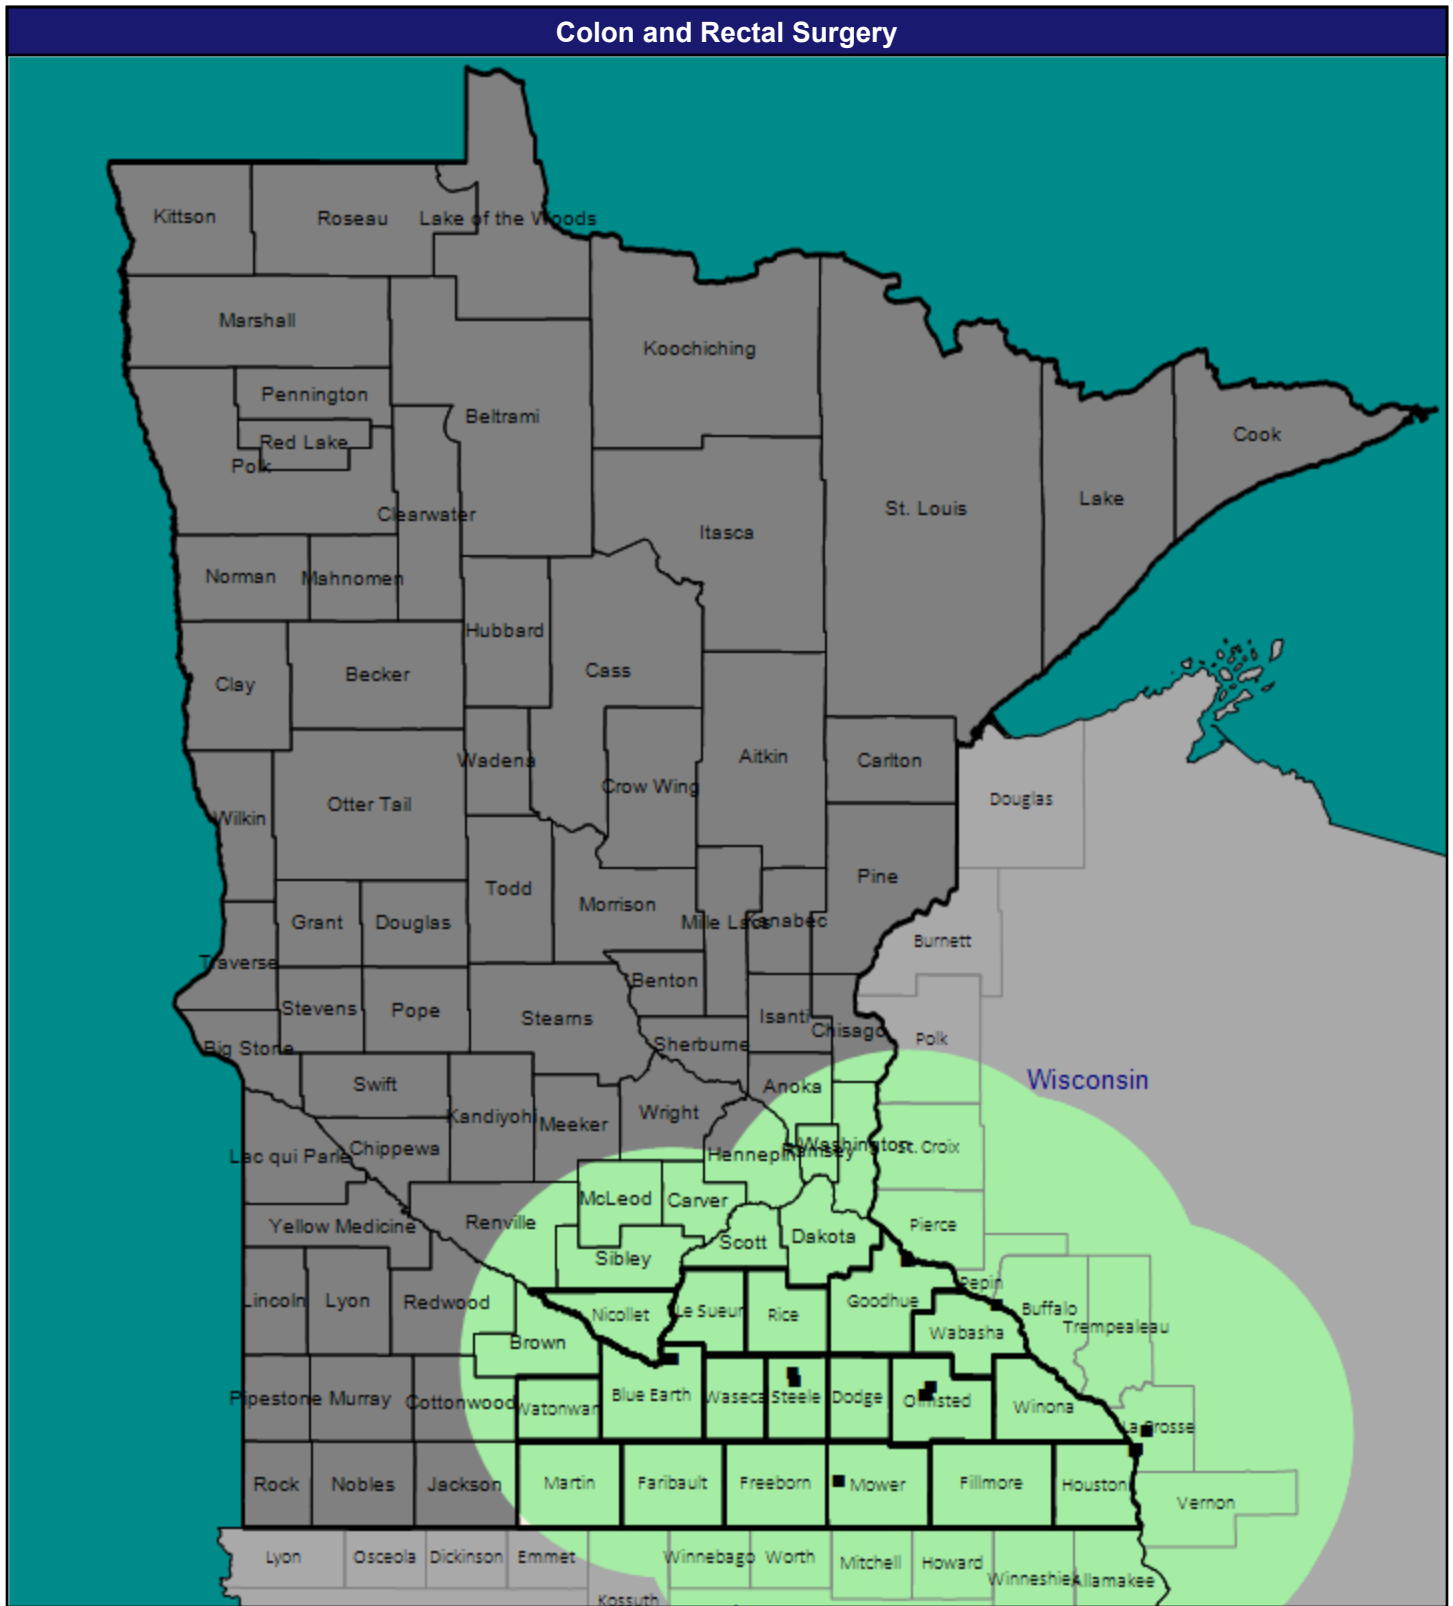 Colon and Rectal Surgery
Kittson
Roseau
Lake of the Woods
Marshall
Koochiching
Pennington
Beltrami
Red Lake
Polk
Cook
Clearwater
St. Louis
Lake
Itasca
Norman
Mahnomen
Hubbard
Clay
Becker
Cass
Wadena
Aitkin
Carlton
Crow Wing
Otter Tail
Wilkin
Douglas
Todd
Pine
Morrison
Grant
Douglas
Mille Lacs
Kanabec
Burnett
Traverse
Benton
Stevens
Pope
Stearns
Isanti
Chisago
Polk
Big Stone
Sherburne
Swift
Anoka
Wisconsin
Kandiyohi
Meeker
Wright
Lac qui Parle
Chippewa
Hennepin
Ramsey
Washington
St. Croix
McLeod
Carver
Yellow Medicine
Renville
Scott
Dakota
Pierce
Sibley
Pepin
Lincoln
Lyon
Redwood
Nicollet
Le Sueur
Rice
Goodhue
Buffalo
Trempealeau
Brown
Wabasha
Pipestone
Murray
Cottonwood
Watonwan
Blue Earth
Waseca
Steele
Dodge
Olmsted
Winona
La Crosse
Rock
Nobles
Jackson
Martin
Faribault
Freeborn
Mower
Fillmore
Houston
Vernon
Lyon
Osceola
Dickinson
Emmet
Winnebago
Worth
Mitchell
Howard
Winneshiek
Allamakee
Kossuth